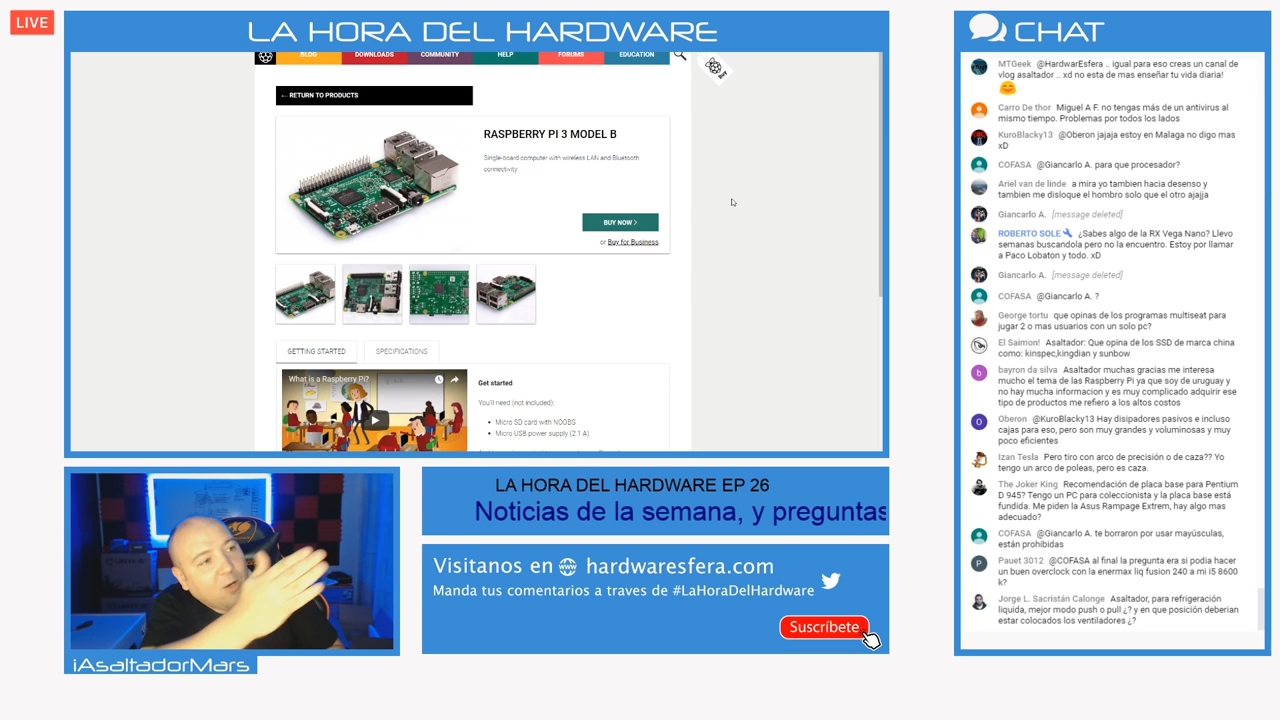 LIVE
LA HORA DEL HARDWARE
BLOG
DOWNLOADS
COMMUNITY
HELP
FORUMS
EDUCATION
Buy
← RETURN TO PRODUCTS
RASPBERRY PI 3 MODEL B
Single-board computer with wireless LAN and Bluetooth
connectivity
BUY NOW >
or Buy for Business
GETTING STARTED
SPECIFICATIONS
What is a Raspberry Pi?
Get started
You'll need (not included):
• Micro SD card with NOOBS
• Micro USB power supply (2.1 A)
iAsaltadorMars
LA HORA DEL HARDWARE EP 26
Noticias de la semana, y preguntas
Visitanos en www hardwaresfera.com
Manda tus comentarios a traves de #LaHoraDelHardware
Suscríbete
CHAT
MTGeek @HardwarEsfera .. igual para eso creas un canal de
vlog asaltador .. xd no esta de mas enseñar tu vida diaria!
Carro De thor Miguel A F. no tengas más de un antivirus al
mismo tiempo. Problemas por todos los lados
KuroBlacky13 @Oberon jajaja estoy en Malaga no digo mas
xD
COFASA @Giancarlo A. para que procesador?
Ariel van de linde a mira yo tambien hacia desenso y
tambien me disloque el hombro solo que el otro ajajja
Giancarlo A. [message deleted]
ROBERTO SOLE ¿Sabes algo de la RX Vega Nano? Llevo
semanas buscandola pero no la encuentro. Estoy por llamar
a Paco Lobaton y todo. xD
Giancarlo A. [message deleted]
COFASA @Giancarlo A. ?
George tortu que opinas de los programas multiseat para
jugar 2 o mas usuarios con un solo pc?
El Saimon! Asaltador: Que opina de los SSD de marca china
como: kinspec,kingdian y sunbow
b
bayron da silva Asaltador muchas gracias me interesa
mucho el tema de las Raspberry Pi ya que soy de uruguay y
no hay mucha informacion y es muy complicado adquirir ese
tipo de productos me refiero a los altos costos
O
Oberon @KuroBlacky13 Hay disipadores pasivos e incluso
cajas para eso, pero son muy grandes y voluminosas y muy
poco eficientes
Izan Tesla Pero tiro con arco de precisión o de caza?? Yo
tengo un arco de poleas, pero es caza.
The Joker King Recomendación de placa base para Pentium
D 945? Tengo un PC para coleccionista y la placa base está
fundida. Me piden la Asus Rampage Extrem, hay algo mas
adecuado?
COFASA @Giancarlo A. te borraron por usar mayúsculas,
están prohibidas
P
Pauet 3012 @COFASA al final la pregunta era si podia hacer
un buen overclock con la enermax liq fusion 240 a mi i5 8600
k?
Jorge L. Sacristán Calonge Asaltador, para refrigeración
liquida, mejor modo push o pull ¿? y en que posición deberian
estar colocados los ventiladores ¿?